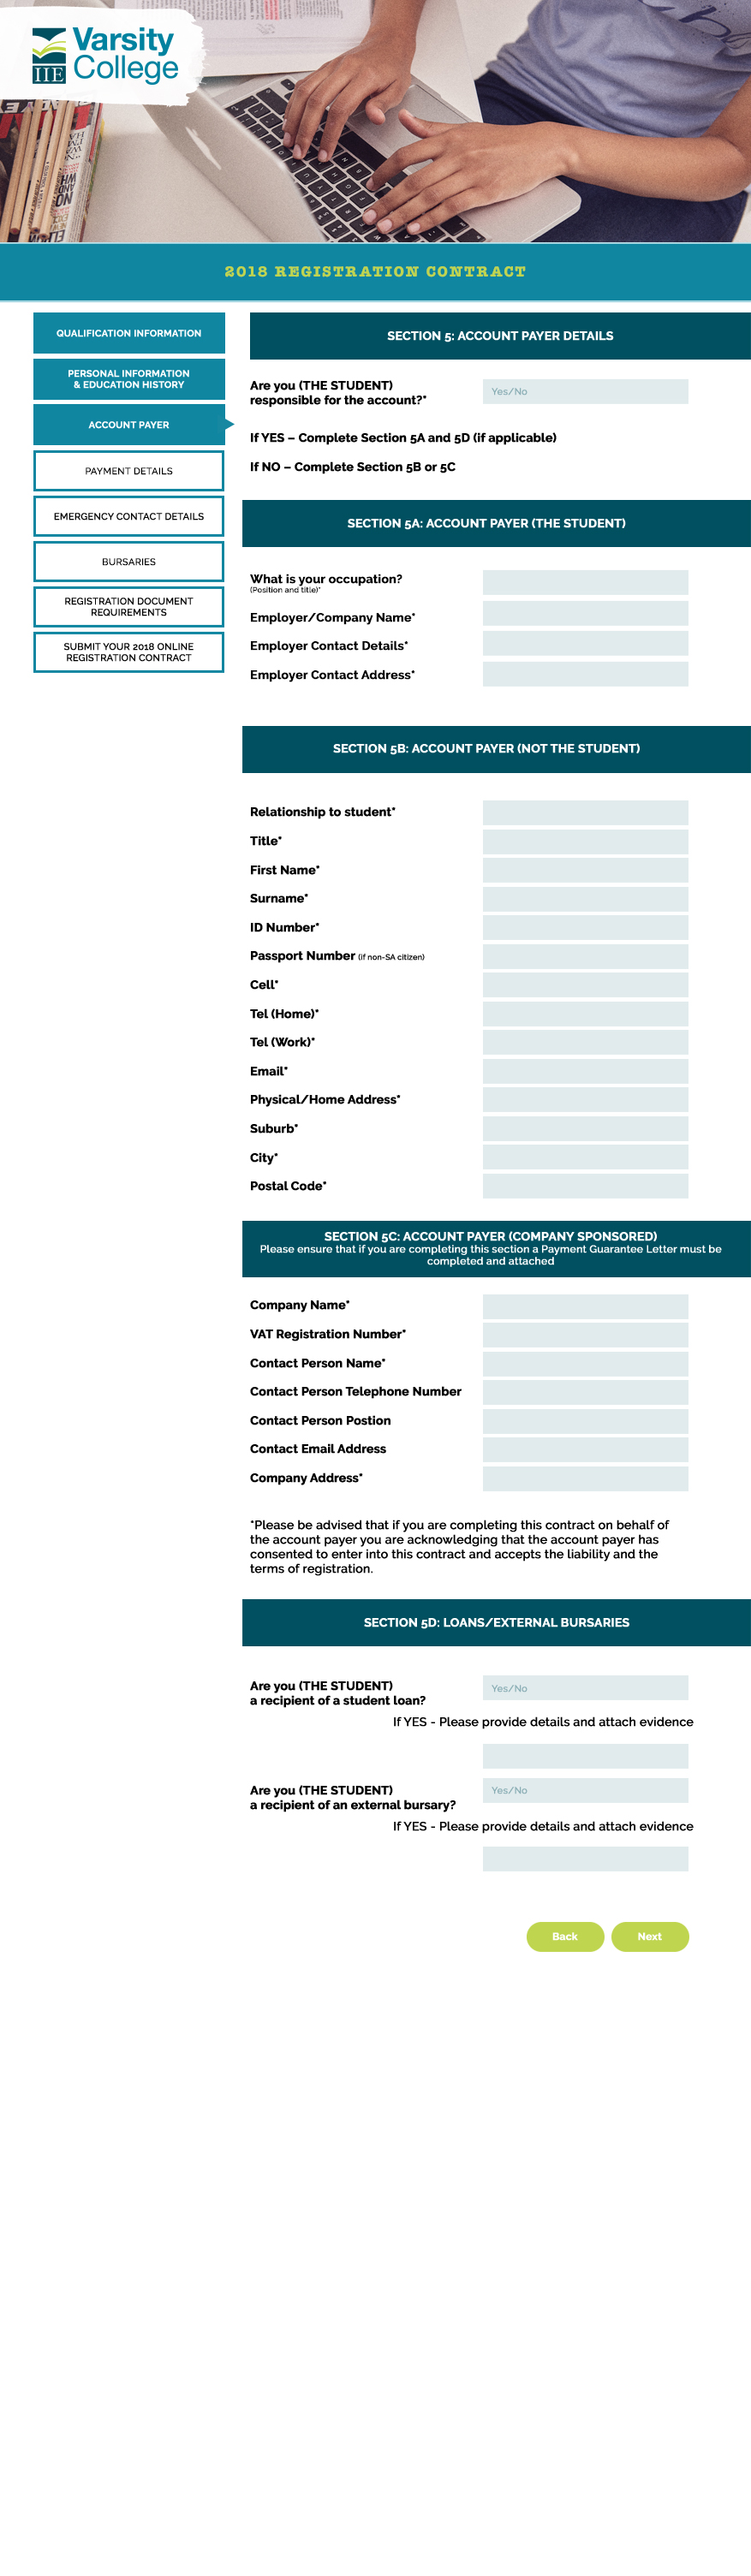 Varsity
College
IIE
2018 REGISTRATION CONTRACT
QUALIFICATION INFORMATION
PERSONAL INFORMATION
& EDUCATION HISTORY
ACCOUNT PAYER
PAYMENT DETAILS
EMERGENCY CONTACT DETAILS
BURSARIES
REGISTRATION DOCUMENT
REQUIREMENTS
SUBMIT YOUR 2018 ONLINE
REGISTRATION CONTRACT
SECTION 5: ACCOUNT PAYER DETAILS
Are you (THE STUDENT)
responsible for the account?*
Yes/No
If YES – Complete Section 5A and 5D (if applicable)
If NO – Complete Section 5B or 5C
SECTION 5A: ACCOUNT PAYER (THE STUDENT)
What is your occupation?
(Position and title)*
Employer/Company Name*
Employer Contact Details*
Employer Contact Address*
SECTION 5B: ACCOUNT PAYER (NOT THE STUDENT)
Relationship to student*
Title*
First Name*
Surname*
ID Number*
Passport Number (if non-SA citizen)
Cell*
Tel (Home)*
Tel (Work)*
Email*
Physical/Home Address*
Suburb*
City*
Postal Code*
SECTION 5C: ACCOUNT PAYER (COMPANY SPONSORED)
Please ensure that if you are completing this section a Payment Guarantee Letter must be
completed and attached
Company Name*
VAT Registration Number*
Contact Person Name*
Contact Person Telephone Number
Contact Person Postion
Contact Email Address
Company Address*
*Please be advised that if you are completing this contract on behalf of
the account payer you are acknowledging that the account payer has
consented to enter into this contract and accepts the liability and the
terms of registration.
SECTION 5D: LOANS/EXTERNAL BURSARIES
Are you (THE STUDENT)
a recipient of a student loan?
Yes/No
If YES - Please provide details and attach evidence
Are you (THE STUDENT)
a recipient of an external bursary?
Yes/No
If YES - Please provide details and attach evidence
Back
Next